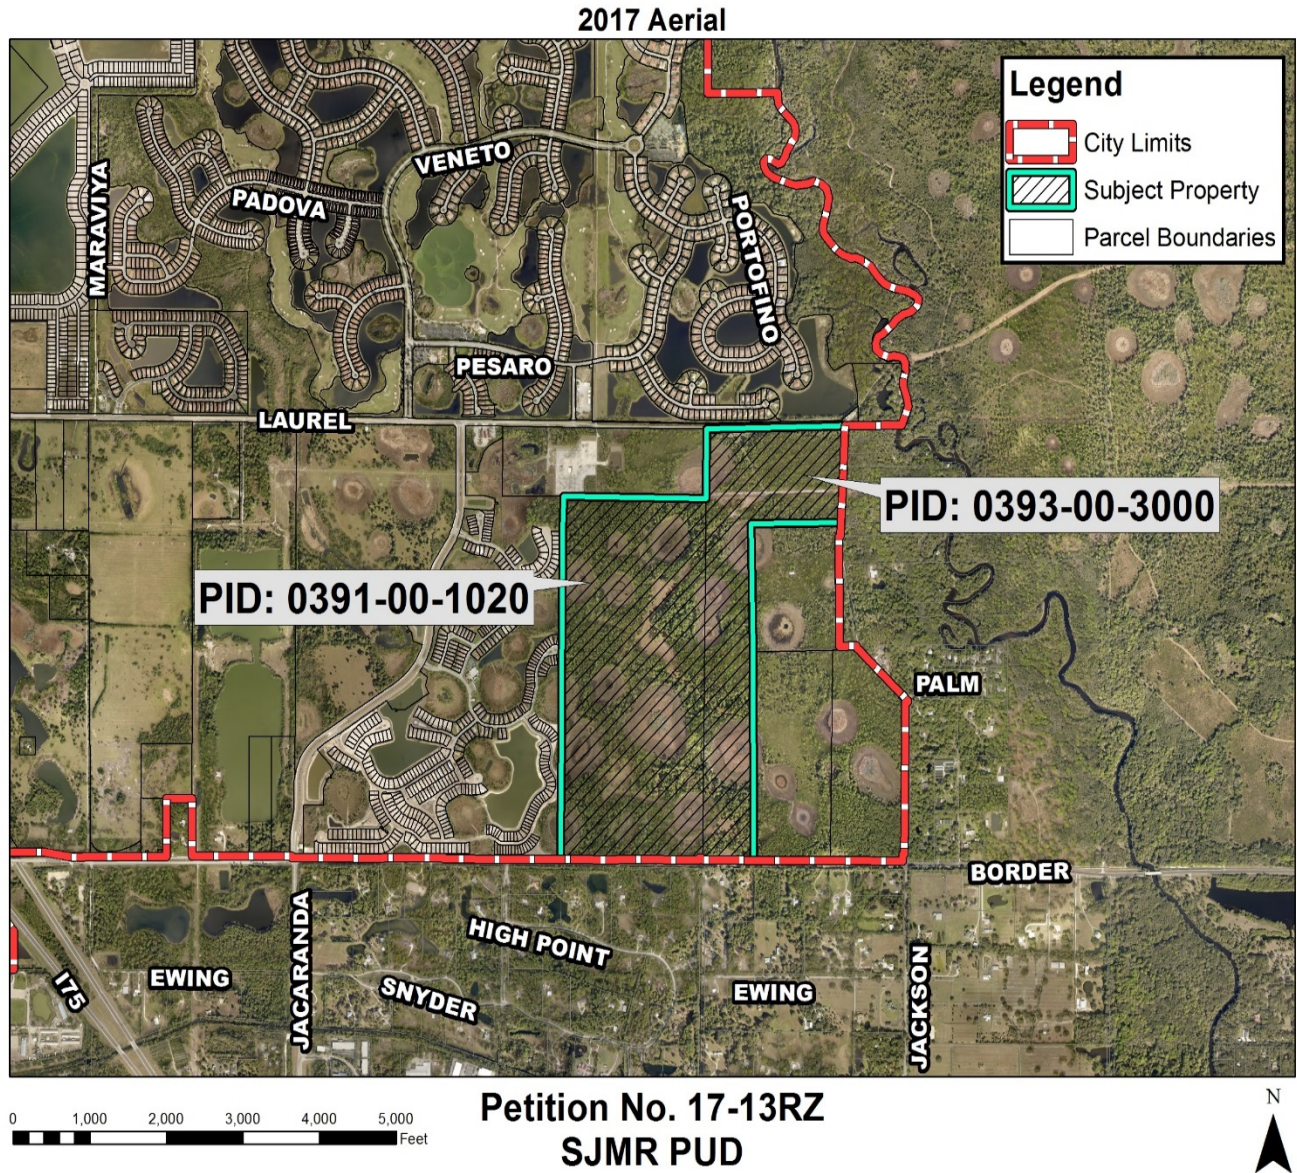 2017 Aerial
Legend
City Limits
Subject Property
Parcel Boundaries
MARAVIYA
PADOVA
VENETO
PORTOFINO
PESARO
LAUREL
PID: 0393-00-3000
PID: 0391-00-1020
PALM
BORDER
I75
EWING
JACARANDA
SNYDER
HIGH POINT
EWING
JACKSON
0 1,000 2,000 3,000 4,000 5,000
Feet
Petition No. 17-13RZ
SJMR PUD
N